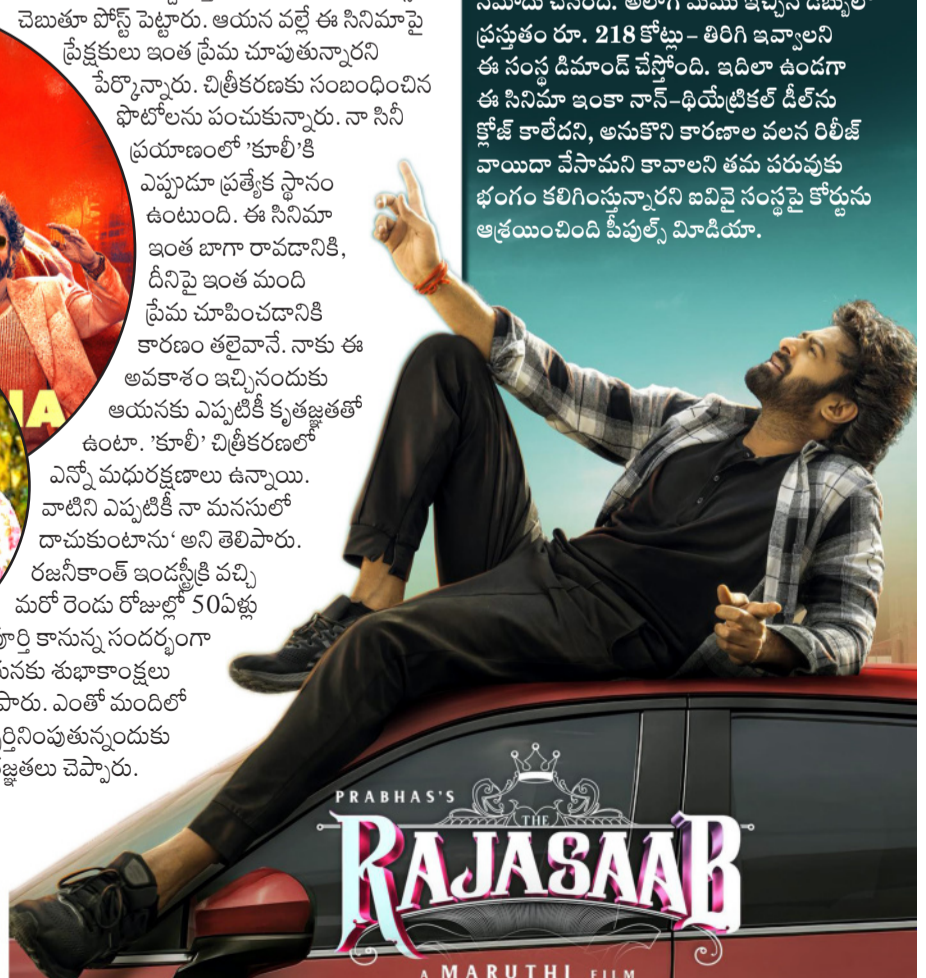 చెబుతూ పోస్ట్ పెట్టారు. ఆయన వల్లే ఈ సినిమాపై
ప్రేక్షకులు ఇంత ప్రేమ చూపుతున్నారని
పేర్కొన్నారు. చిత్రీకరణకు సంబంధించిన
ఫొటోలను పంచుకున్నారు. నా సినీ
ప్రయాణంలో 'కూలీ'కి
ఎప్పుడూ ప్రత్యేక స్థానం
ఉంటుంది. ఈ సినిమా
ఇంత బాగా రావడానికి,
దీనిపై ఇంత మంది
ప్రేమ చూపించడానికి
కారణం తలైవానే. నాకు ఈ
అవకాశం ఇచ్చినందుకు
ఆయనకు ఎప్పటికీ కృతజ్ఞతతో
ఉంటా. 'కూలీ' చిత్రీకరణలో
ఎన్నో మధురక్షణాలు ఉన్నాయి.
వాటిని ఎప్పటికీ నా మనసులో
దాచుకుంటాను' అని తెలిపారు.
రజనీకాంత్ ఇండస్ట్రీకి వచ్చి
మరో రెండు రోజుల్లో 50ఏళ్లు
కానున్న సందర్భంగా
శుభాకాంక్షలు
ఎంతో మందిలో
చెప్పారు.
ప్రస్తుతం రూ. 218 కోట్లు– తిరిగి ఇవ్వాలని
ఈ సంస్థ డిమాండ్ చేస్తోంది. ఇదిలా ఉండగా
ఈ సినిమా ఇంకా నాన్–థియేట్రికల్ డీల్‌ను
క్లోజ్ కాలేదని, అనుకొని కారణాల వలన రిలీజ్
వాయిదా వేసామని కావాలని తమ పరువుకు
భంగం కలిగిస్తున్నారని ఐవివై సంస్థపై కోర్టును
ఆశ్రయించింది పీపుల్స్ మీడియా.
PRABHAS'S
THE
RAJASAAB
A MARUTHI FILM